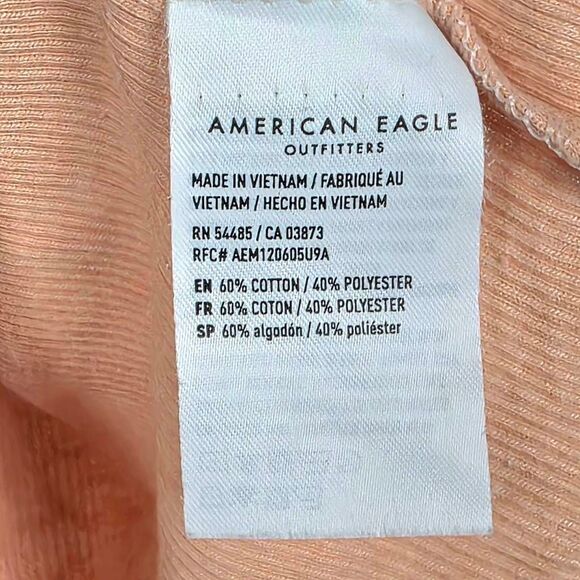 AMERICAN EAGLE
OUTFITTERS
MADE IN VIETNAM / FABRIQUÉ AU
VIETNAM / HECHO EN VIETNAM
RN 54485 / CA 03873
RFC# AEM120605U9A
EN 60% COTTON / 40% POLYESTER
FR 60% COTON / 40% POLYESTER
SP 60% algodón / 40% poliéster